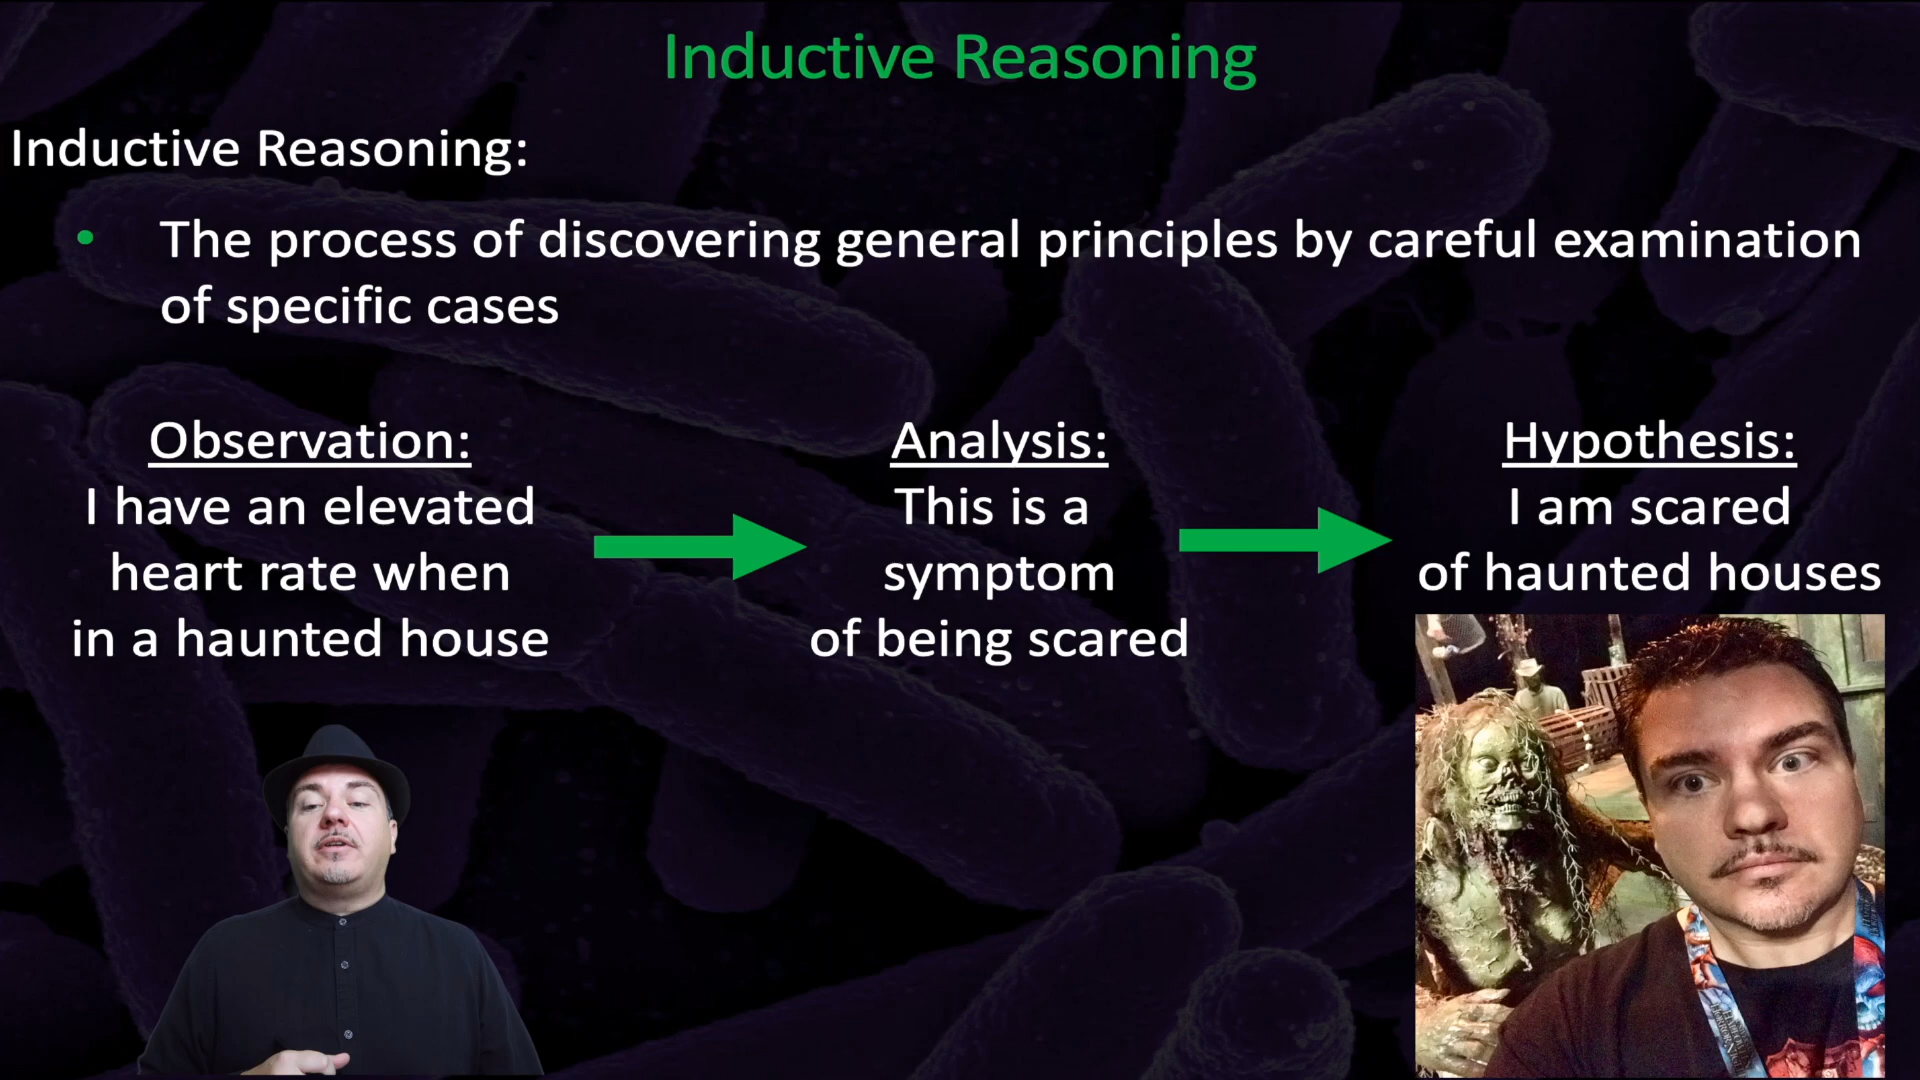 Inductive Reasoning
Inductive Reasoning:
• The process of discovering general principles by careful examination
of specific cases
Observation:
I have an elevated
heart rate when
in a haunted house
Analysis:
This is a
symptom
of being scared
Hypothesis:
I am scared
of haunted houses